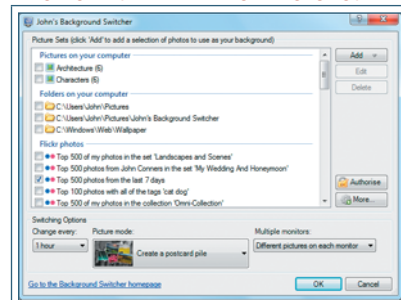 John's Background Switcher
Picture Sets (click 'Add' to add a selection of photos to use as your background)
Pictures on your computer
Architecture (6)
Characters (6)
Folders on your computer
C:\Users\John\Pictures
C:\Users\John\Pictures\John's Background Switcher
C:\Windows\Web\Wallpaper
Flickr photos
Top 500 of my photos in the set 'Landscapes and Scenes'
Top 500 photos from John Conners in the set 'My Wedding And Honeymoon'
Top 500 photos from the last 7 days
Top 100 photos with all of the tags 'cat dog'
Top 500 of my photos in the collection 'Omni-Collection'
Add
Edit
Delete
Authorise
More...
Switching Options
Change every:
Picture mode:
Multiple monitors:
1 hour
Create a postcard pile
Different pictures on each monitor
Go to the Background Switcher homepage
OK
Cancel